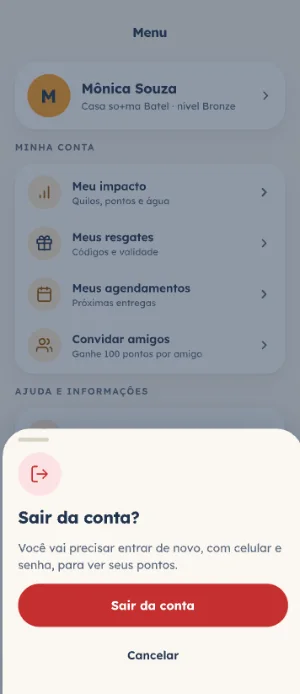 Menu
M
Mônica Souza
Casa so+ma Batel · nível Bronze
MINHA CONTA
Meu impacto
Quilos, pontos e água
Meus resgates
Códigos e validade
Meus agendamentos
Próximas entregas
Convidar amigos
Ganhe 100 pontos por amigo
AJUDA E INFORMAÇÕES
Sair da conta?
Você vai precisar entrar de novo, com celular e
senha, para ver seus pontos.
Sair da conta
Cancelar